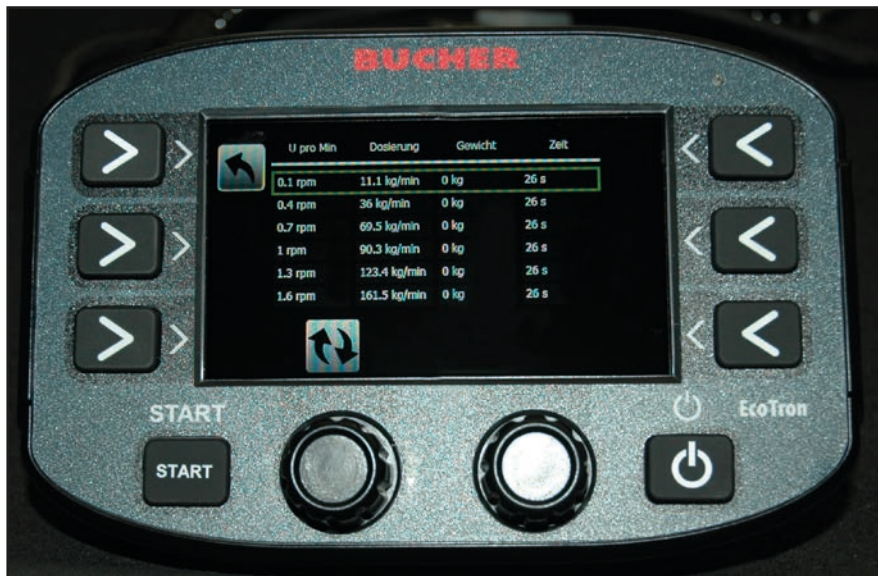 BUCHER
U pro Min Dosierung Gewicht Zeit
0.1 rpm 11.1 kg/min 0 kg 26 s
0.4 rpm 36 kg/min 0 kg 26 s
0.7 rpm 69.5 kg/min 0 kg 26 s
1 rpm 90.3 kg/min 0 kg 26 s
1.3 rpm 123.4 kg/min 0 kg 26 s
1.6 rpm 161.5 kg/min 0 kg 26 s
START EcoTron
START